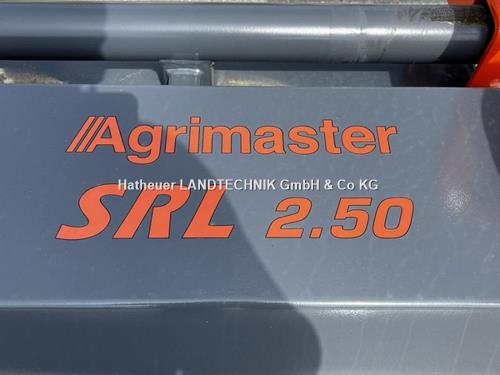 ///Agrimaster
Hatheuer LANDTECHNIK GmbH & Co KG
SRL 2.50